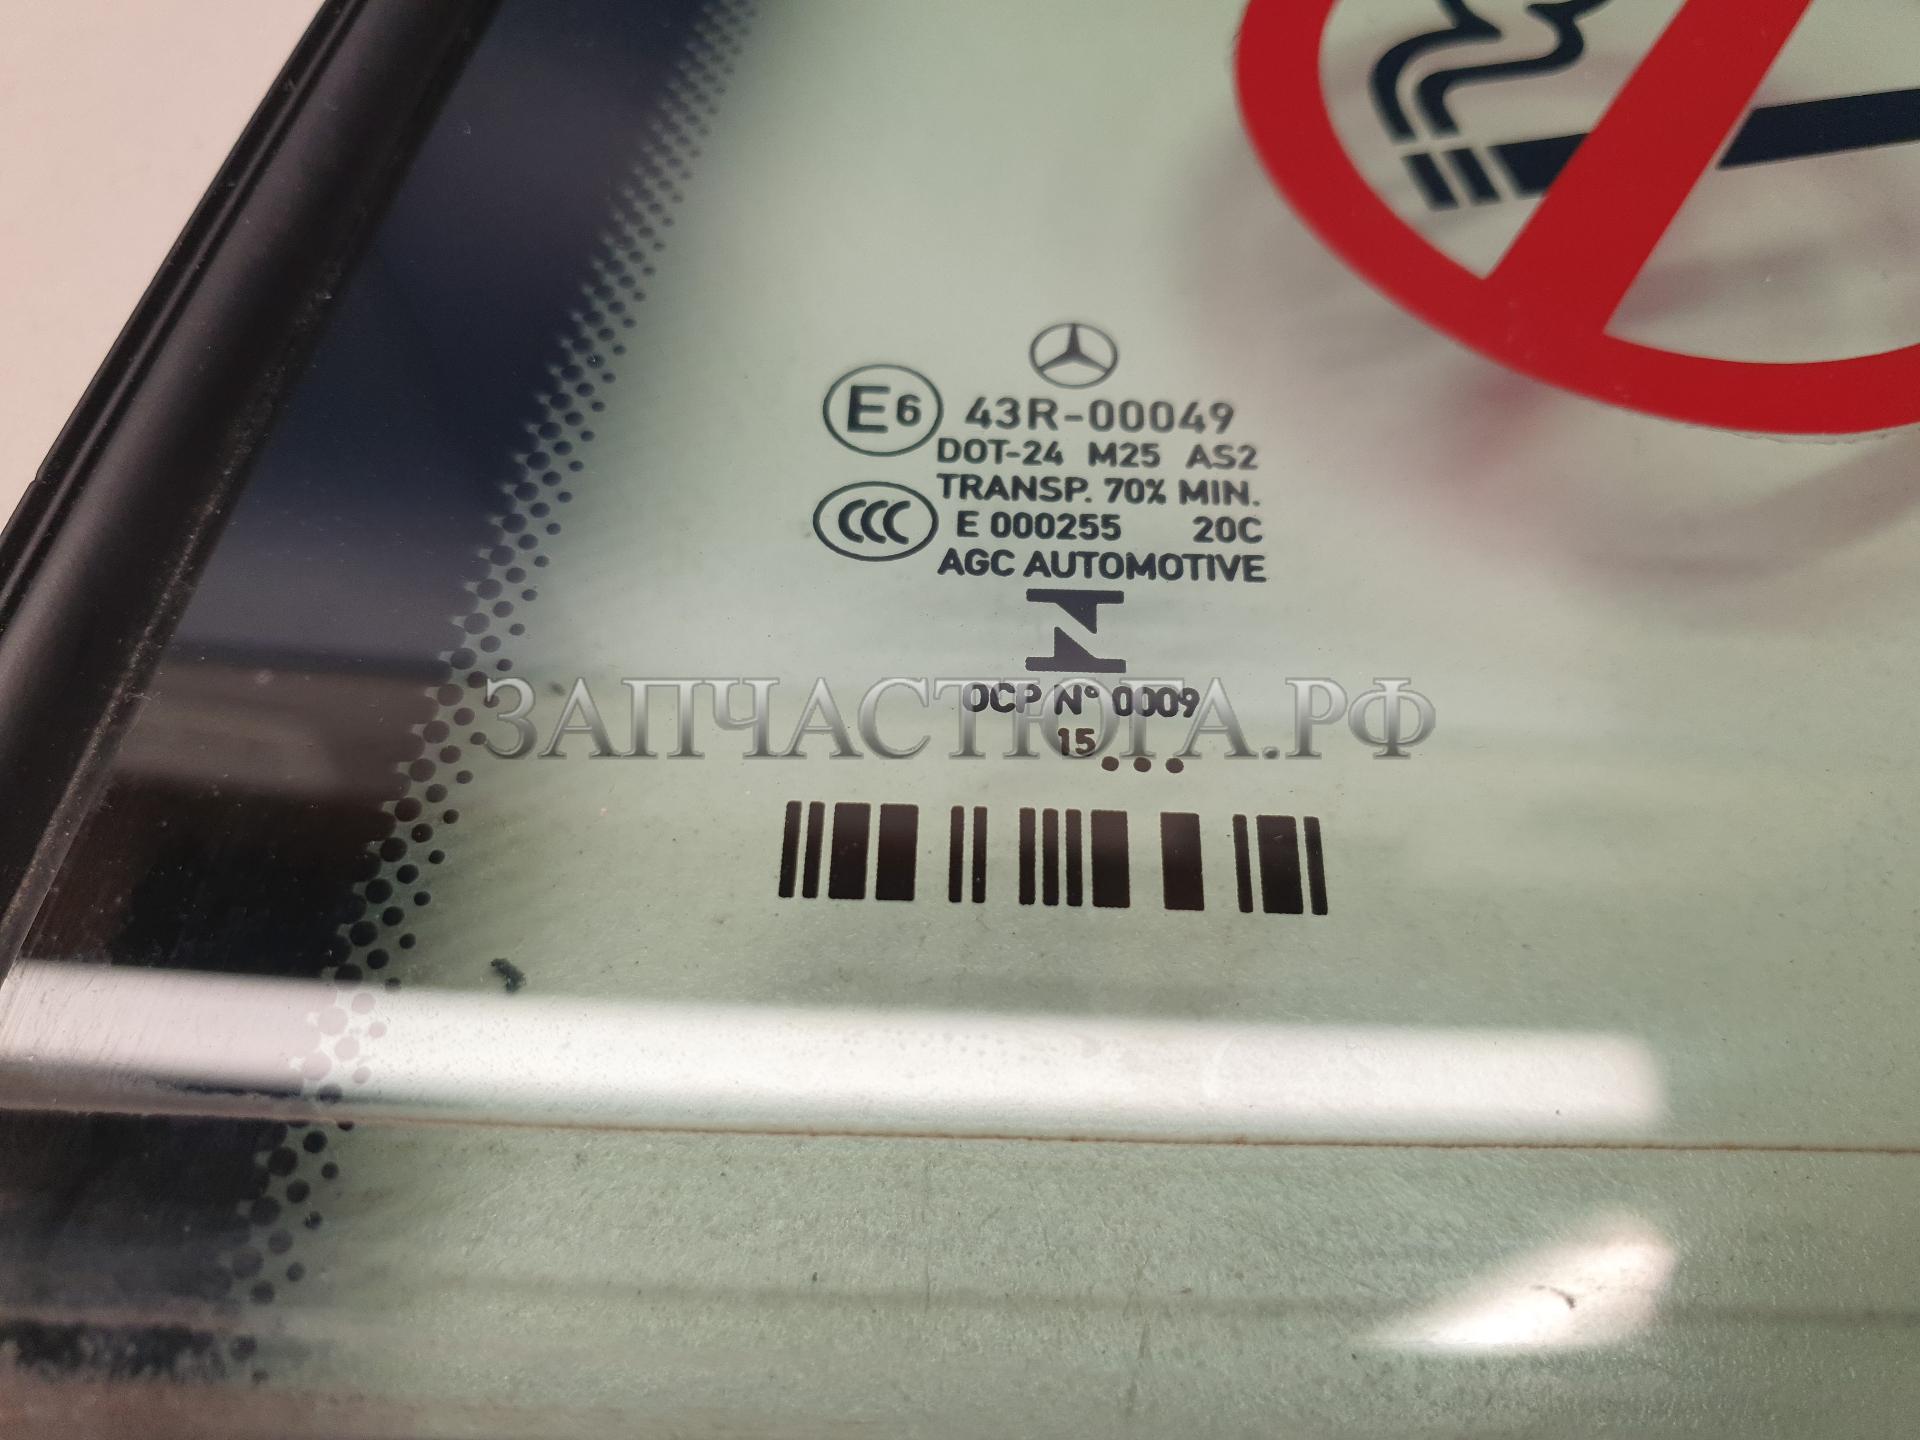 E6 43R-00049
DOT-24 M25 AS2
TRANSP. 70% MIN.
CCC E 000255 20C
AGC AUTOMOTIVE
N
OCP N° 0009
ЗАПЧАСТЮГА.РФ
15...